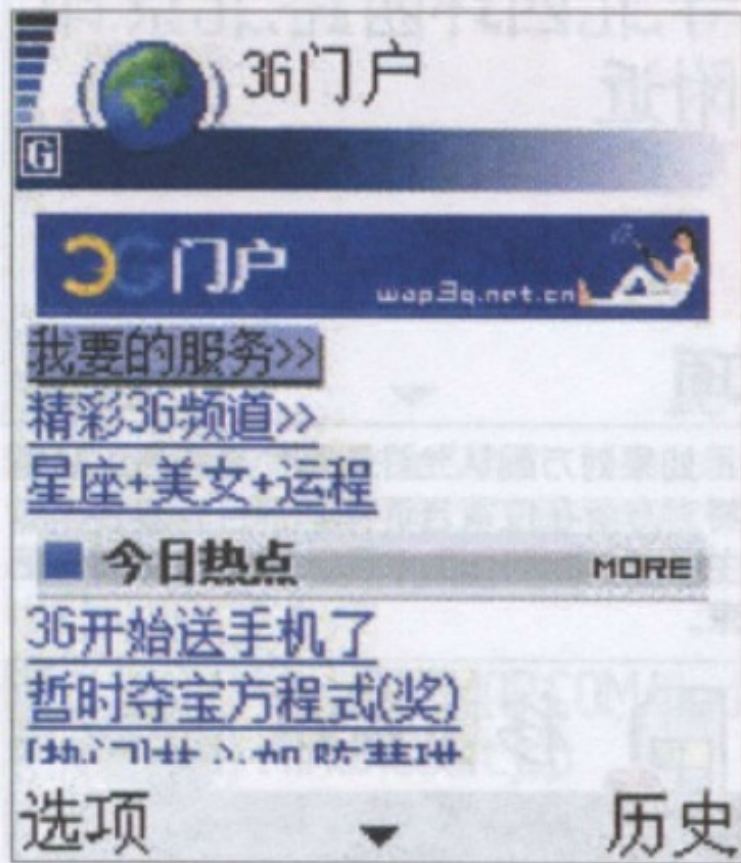 3G门户
G
3G门户
wap3g.net.cn
我要的服务>>
精彩3G频道>>
星座+美女+运程
今日热点 MORE
3G开始送手机了
哲时夺宝方程式(奖)
选项 历史